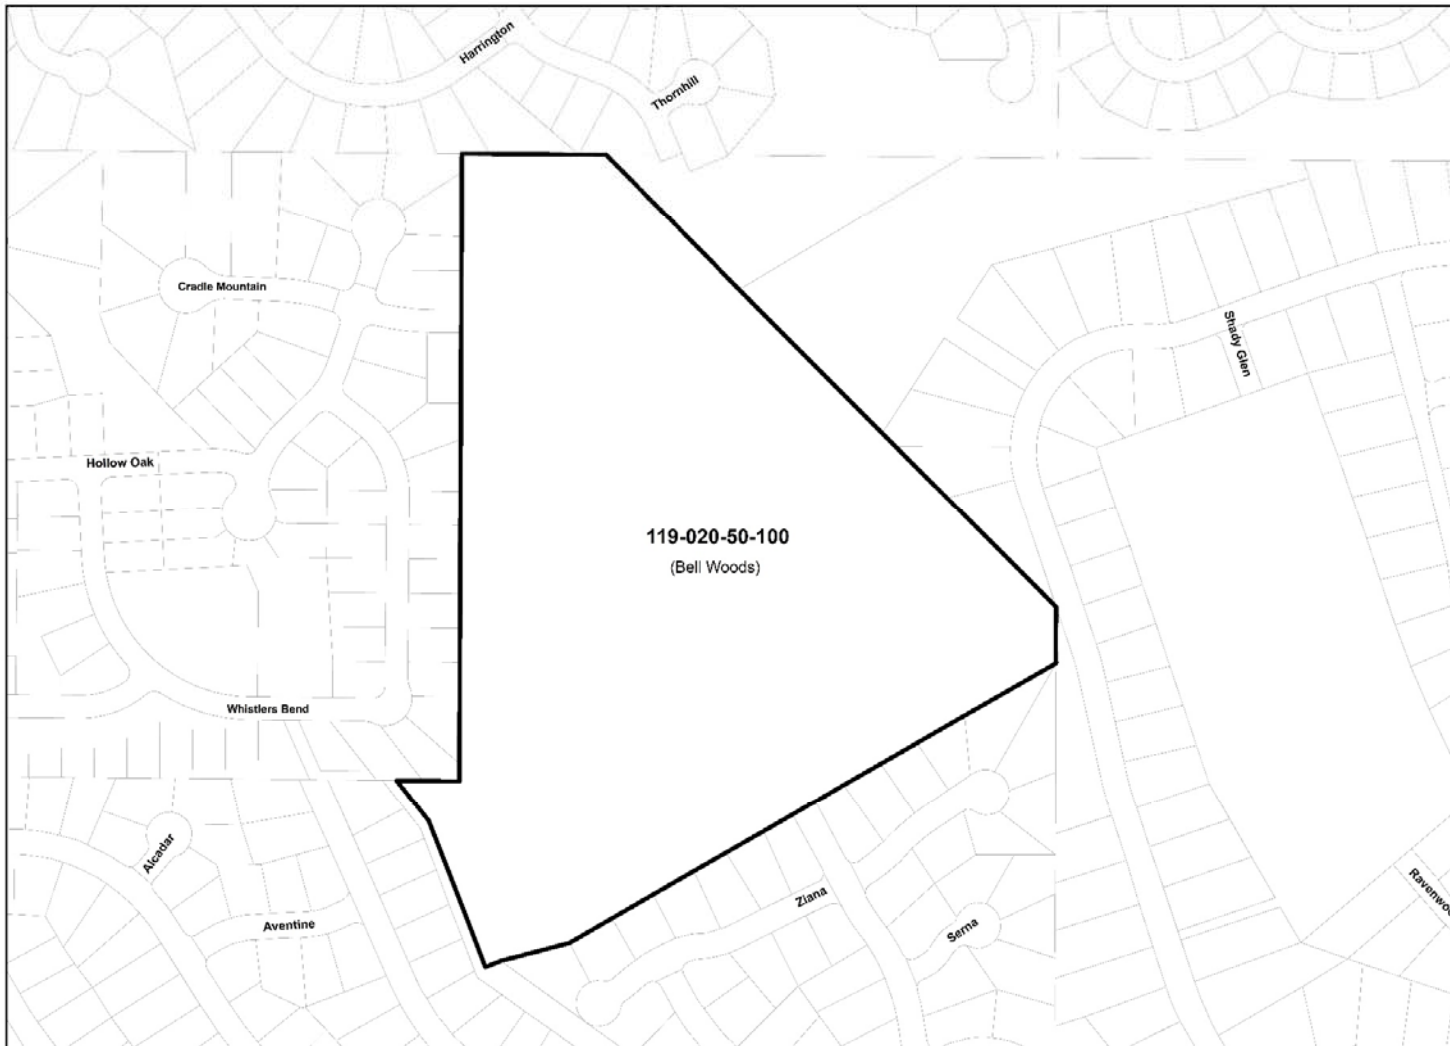 Harrington
Thornhill
Cradle Mountain
Shady Glen
Hollow Oak
119-020-50-100
(Bell Woods)
Whistlers Bend
Alcadar
Aventine
Ziana
Serna